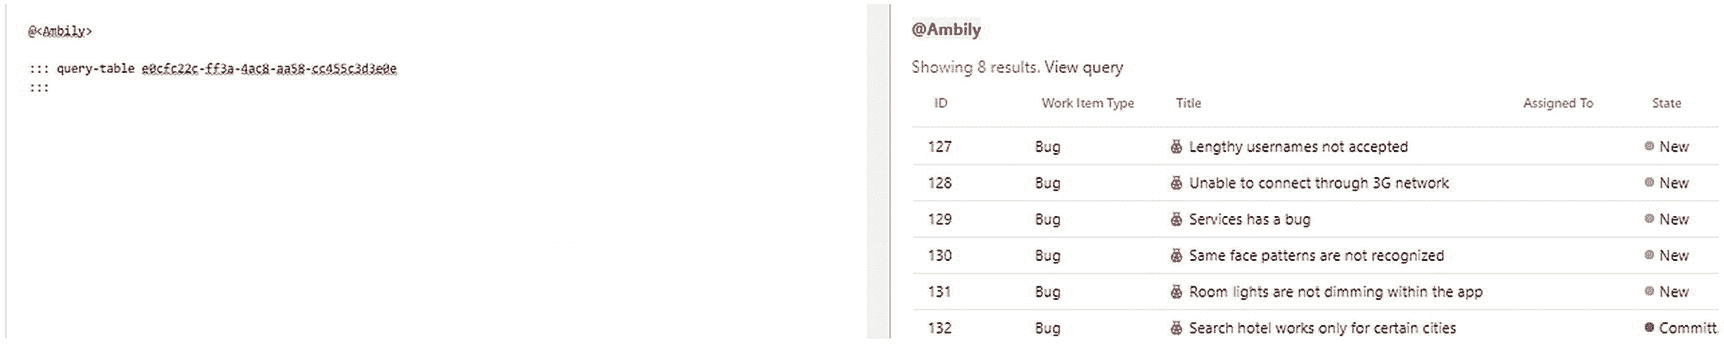 @<Ambily>
::: query-table e0cfc22c-ff3a-4ac8-aa58-cc455c3d3e0e
:::
@Ambily
Showing 8 results. View query
ID Work Item Type Title Assigned To State
127 Bug Lengthy usernames not accepted New
128 Bug Unable to connect through 3G network New
129 Bug Services has a bug New
130 Bug Same face patterns are not recognized New
131 Bug Room lights are not dimming within the app New
132 Bug Search hotel works only for certain cities Committ